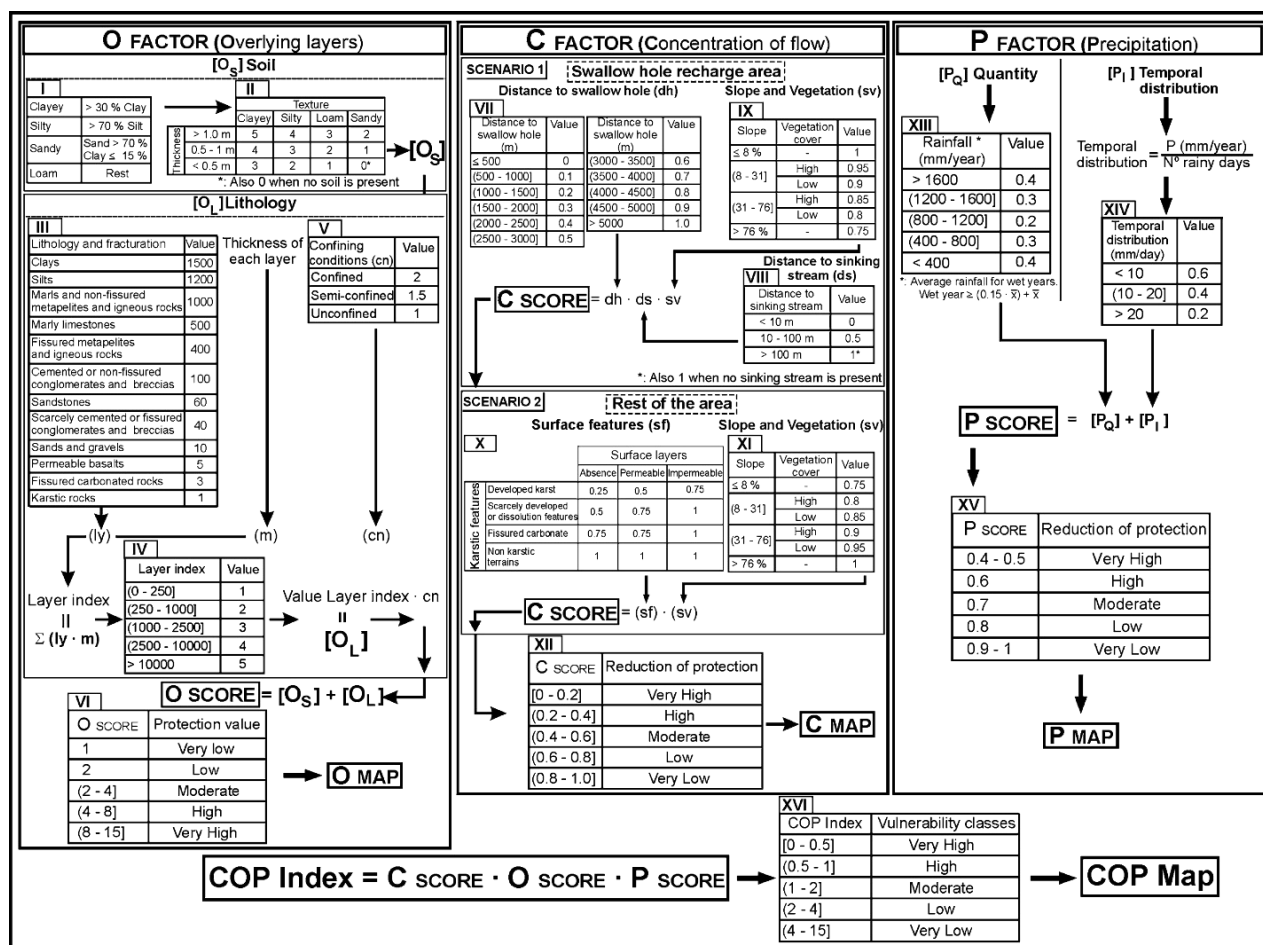 O FACTOR (Overlying layers)
[OS] Soil
I
Clayey > 30 % Clay
Silty > 70 % Silt
Sandy Sand > 70 %
Clay ≤ 15 %
Loam Rest
II
Texture
Clayey Silty Loam Sandy
Thickness
> 1.0 m 5 4 3 2
0.5 - 1 m 4 3 2 1
< 0.5 m 3 2 1 0*
[OS]
*: Also 0 when no soil is present
[OL] Lithology
III
Lithology and fracturation Value
Clays 1500
Silts 1200
Marls and non-fissured
metapelites and igneous rocks 1000
Marly limestones 500
Fissured metapelites
and igneous rocks 400
Cemented or non-fissured
conglomerates and breccias 100
Sandstones 60
Scarcely cemented or fissured
conglomerates and breccias 40
Sands and gravels 10
Permeable basalts 5
Fissured carbonated rocks 3
Karstic rocks 1
Thickness of
each layer
V
Confining
conditions (cn) Value
Confined 2
Semi-confined 1.5
Unconfined 1
(ly) (m) (cn)
Layer index
II
Σ (ly · m)
IV
Layer index Value
(0 - 250] 1
(250 - 1000] 2
(1000 - 2500] 3
(2500 - 10000] 4
> 10000 5
Value Layer index · cn
II
[OL]
O SCORE = [OS] + [OL]
VI
O SCORE Protection value
1 Very low
2 Low
(2 - 4] Moderate
(4 - 8] High
(8 - 15] Very High
O MAP
C FACTOR (Concentration of flow)
SCENARIO 1 Swallow hole recharge area
Distance to swallow hole (dh)
VII
Distance to
swallow hole
(m) Value Distance to
swallow hole
(m) Value
≤ 500 0 (3000 - 3500] 0.6
(500 - 1000] 0.1 (3500 - 4000] 0.7
(1000 - 1500] 0.2 (4000 - 4500] 0.8
(1500 - 2000] 0.3 (4500 - 5000] 0.9
(2000 - 2500] 0.4 > 5000 1.0
(2500 - 3000] 0.5
Slope and Vegetation (sv)
IX
Slope Vegetation
cover Value
≤ 8 % - 1
(8 - 31] High 0.95
Low 0.9
(31 - 76] High 0.85
Low 0.8
> 76 % - 0.75
Distance to sinking
stream (ds)
VIII
Distance to
sinking stream Value
< 10 m 0
10 - 100 m 0.5
> 100 m 1*
C SCORE = dh · ds · sv
*: Also 1 when no sinking stream is present
SCENARIO 2 Rest of the area
Surface features (sf)
X
Surface layers
Absence Permeable Impermeable
Karstic features
Developed karst 0.25 0.5 0.75
Scarcely developed
or dissolution features 0.5 0.75 1
Fissured carbonate 0.75 0.75 1
Non karstic
terrains 1 1 1
Slope and Vegetation (sv)
XI
Slope Vegetation
cover Value
≤ 8 % - 0.75
(8 - 31] High 0.8
Low 0.85
(31 - 76] High 0.9
Low 0.95
> 76 % - 1
C SCORE = (sf) · (sv)
XII
C SCORE Reduction of protection
[0 - 0.2] Very High
(0.2 - 0.4] High
(0.4 - 0.6] Moderate
(0.6 - 0.8] Low
(0.8 - 1.0] Very Low
C MAP
P FACTOR (Precipitation)
[PQ] Quantity
XIII
Rainfall *
(mm/year) Value
> 1600 0.4
(1200 - 1600] 0.3
(800 - 1200] 0.2
(400 - 800] 0.3
< 400 0.4
*: Average rainfall for wet years.
Wet year ≥ (0.15 · x̅) + x̅
[PI] Temporal
distribution
Temporal
distribution = P (mm/year)
Nº rainy days
XIV
Temporal
distribution
(mm/day) Value
< 10 0.6
(10 - 20] 0.4
> 20 0.2
P SCORE = [PQ] + [PI]
XV
P SCORE Reduction of protection
0.4 - 0.5 Very High
0.6 High
0.7 Moderate
0.8 Low
0.9 - 1 Very Low
P MAP
COP Index = C SCORE · O SCORE · P SCORE
XVI
COP Index Vulnerability classes
[0 - 0.5] Very High
(0.5 - 1] High
(1 - 2] Moderate
(2 - 4] Low
(4 - 15] Very Low
COP Map